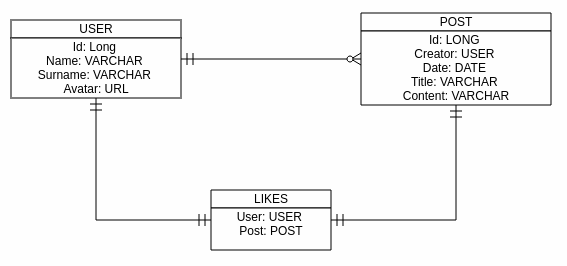 USER
Id: Long
Name: VARCHAR
Surname: VARCHAR
Avatar: URL
POST
Id: LONG
Creator: USER
Date: DATE
Title: VARCHAR
Content: VARCHAR
LIKES
User: USER
Post: POST